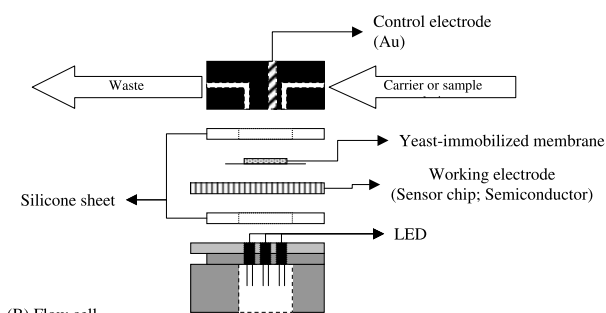 Control electrode
(Au)
Waste
Carrier or sample
Yeast-immobilized membrane
Working electrode
(Sensor chip; Semiconductor)
Silicone sheet
LED
(B) Flow cell